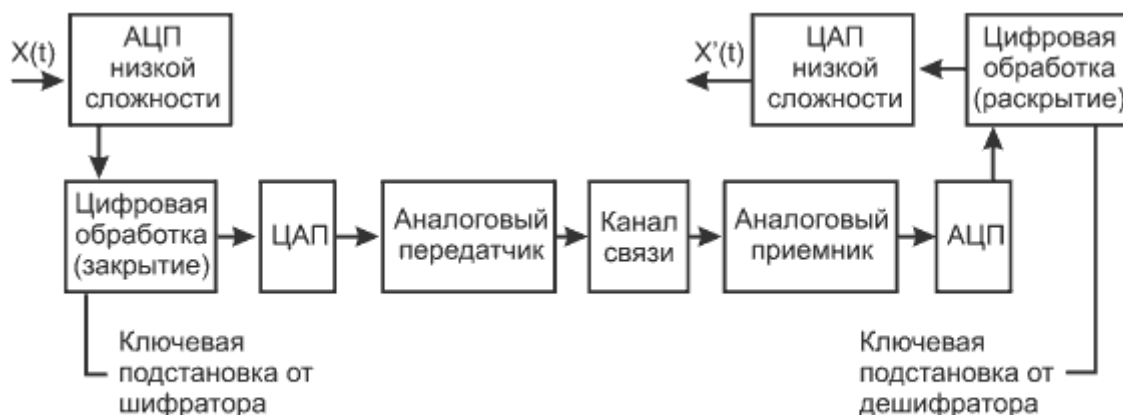 X(t)
АЦП
низкой
сложности
X'(t)
ЦАП
низкой
сложности
Цифровая
обработка
(раскрытие)
Цифровая
обработка
(закрытие)
ЦАП
Аналоговый
передатчик
Канал
связи
Аналоговый
приемник
АЦП
Ключевая
подстановка от
шифратора
Ключевая
подстановка от
дешифратора